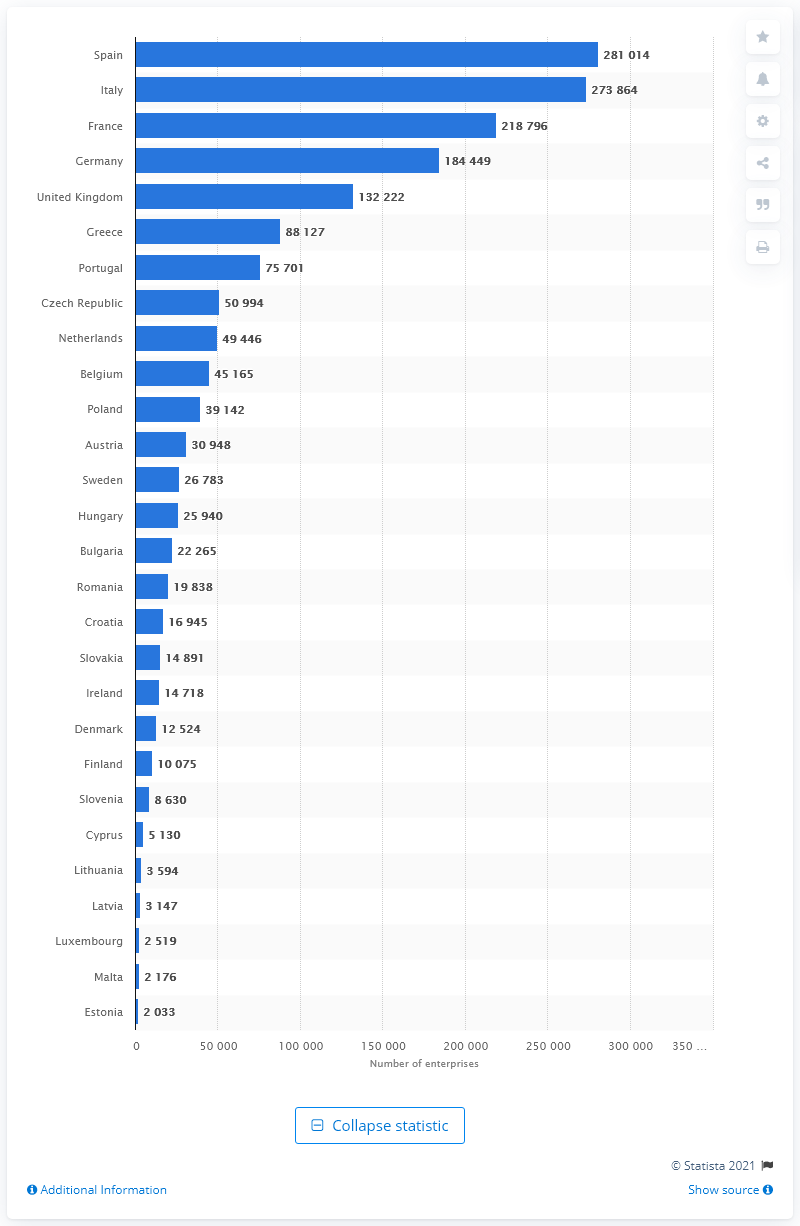 Spain 281 014
Italy 273 864
France 218 796
Germany 184 449
United Kingdom 132 222
Greece 88 127
Portugal 75 701
Czech Republic 50 994
Netherlands 49 446
Belgium 45 165
Poland 39 142
Austria 30 948
Sweden 26 783
Hungary 25 940
Bulgaria 22 265
Romania 19 838
Croatia 16 945
Slovakia 14 891
Ireland 14 718
Denmark 12 524
Finland 10 075
Slovenia 8 630
Cyprus 5 130
Lithuania 3 594
Latvia 3 147
Luxembourg 2 519
Malta 2 176
Estonia 2 033
0 50 000 100 000 150 000 200 000 250 000 300 000 350 ...
Number of enterprises
Collapse statistic
© Statista 2021
Additional Information Show source